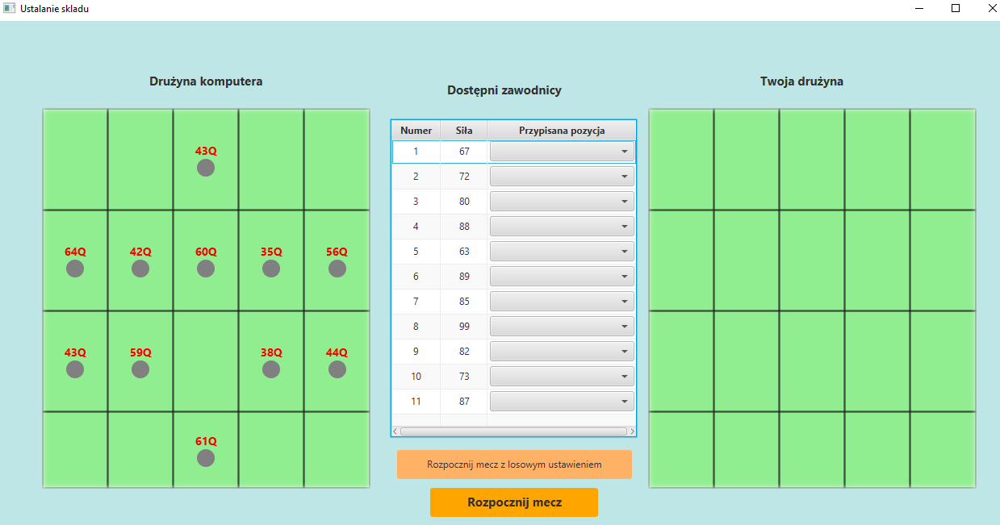 Ustalanie skladu
Drużyna komputera
Dostępni zawodnicy
Twoja drużyna
43Q
64Q 42Q 60Q 35Q 56Q
43Q 59Q 38Q 44Q
61Q
Numer Siła Przypisana pozycja
1 67
2 72
3 80
4 88
5 63
6 89
7 85
8 99
9 82
10 73
11 87
Rozpocznij mecz z losowym ustawieniem
Rozpocznij mecz